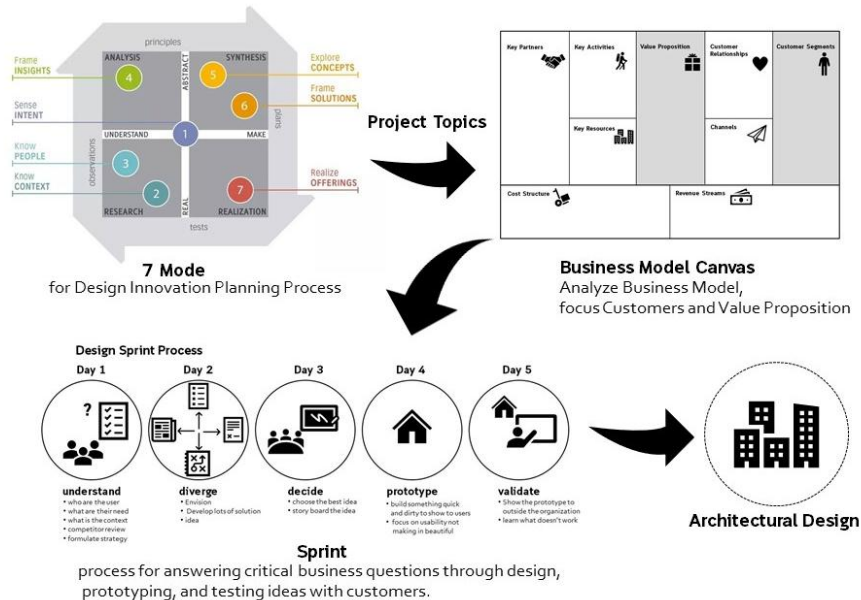 principles
ANALYSIS
SYNTHESIS
ABSTRACT
Frame
INSIGHTS
4
5
Explore
CONCEPTS
6
Frame
SOLUTIONS
Sense
INTENT
1
UNDERSTAND
MAKE
plans
observations
Know
PEOPLE
3
Know
CONTEXT
2
7
Realize
OFFERINGS
REAL
RESEARCH
REALIZATION
tests
7 Mode
for Design Innovation Planning Process
Project Topics
Key Partners
Key Activities
Value Proposition
Customer
Relationships
Customer Segments
Key Resources
Channels
Cost Structure
Revenue Streams
Business Model Canvas
Analyze Business Model,
focus Customers and Value Proposition
Design Sprint Process
Day 1
Day 2
Day 3
Day 4
Day 5
?
understand
• who are the user
• what are their need
• what is the context
• competitor review
• formulate strategy
diverge
• Envision
• Develop lots of solution
• idea
decide
• choose the best idea
• story board the idea
prototype
• build something quick
and dirty to show to users
• focus on usability not
making in beautiful
validate
• Show the prototype to
outside the organization
• learn what doesn't work
Sprint
process for answering critical business questions through design,
prototyping, and testing ideas with customers.
Architectural Design